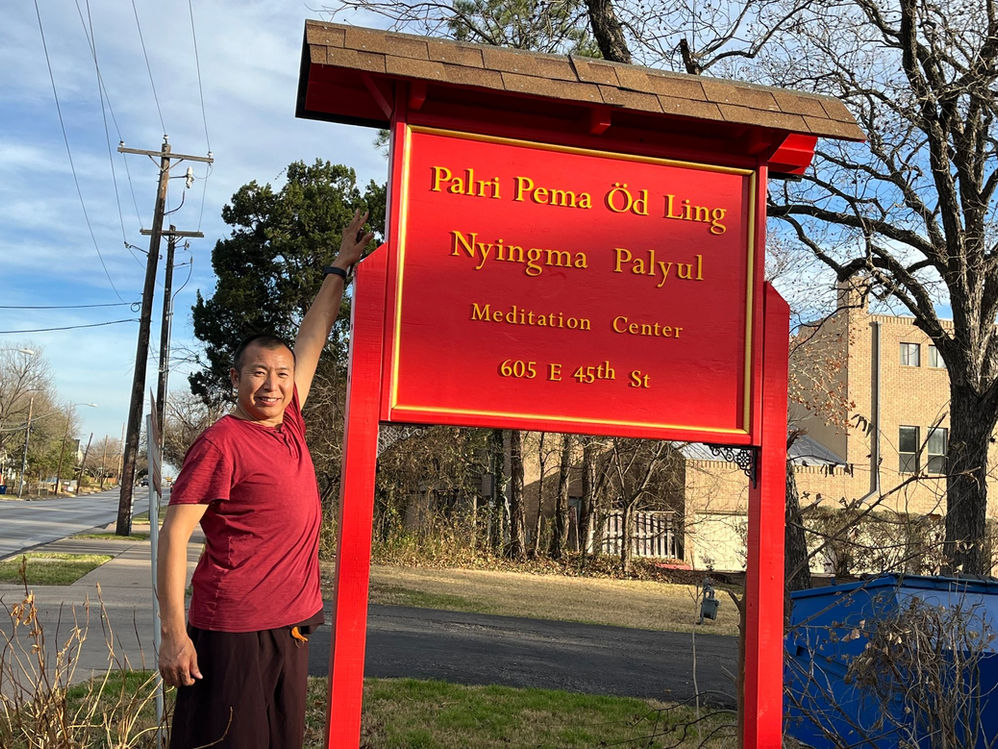 Palri Pema Öd Ling
Nyingma Palyul
Meditation Center
605 E 45th St